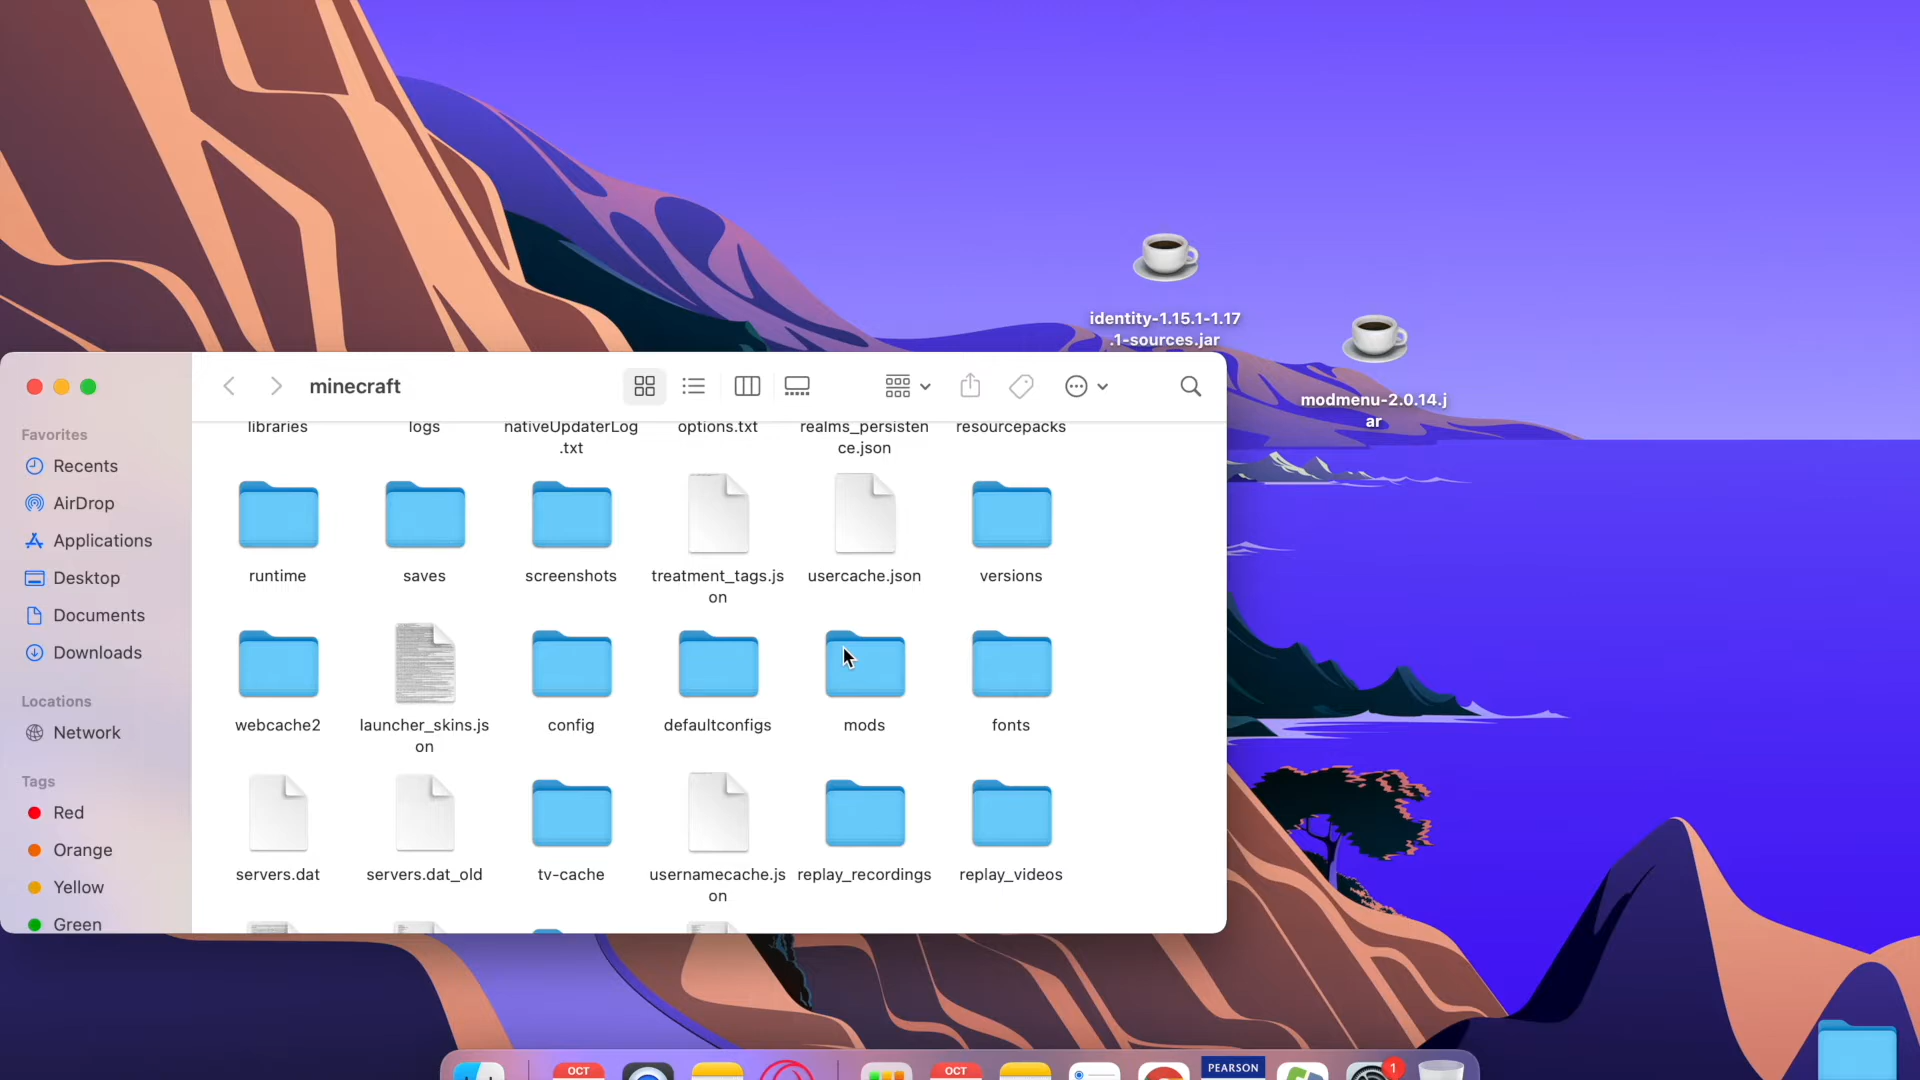 identity-1.15.1-1.17
.1-sources.jar
modmenu-2.0.14.j
ar
minecraft
Favorites
Recents
AirDrop
Applications
Desktop
Documents
Downloads
Locations
Network
Tags
Red
Orange
Yellow
Green
libraries
logs
nativeUpdaterLog
.txt
options.txt
realms_persisten
ce.json
resourcepacks
runtime
saves
screenshots
treatment_tags.js
on
usercache.json
versions
webcache2
launcher_skins.js
on
config
defaultconfigs
mods
fonts
servers.dat
servers.dat_old
tv-cache
usernamecache.js
on
replay_recordings
replay_videos
OCT
OCT
PEARSON
1